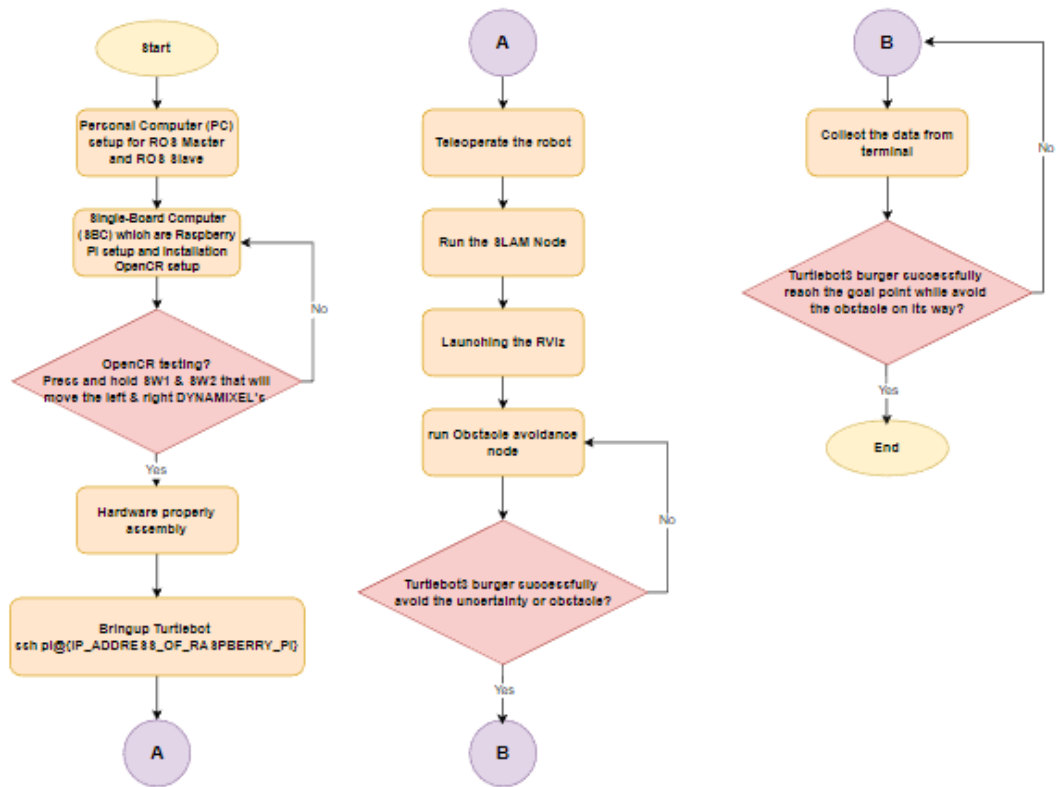 Start
Personal Computer (PC)
setup for ROS Master
and ROS Slave
Single-Board Computer
(SBC) which are Raspberry
Pi setup and Installation
OpenCR setup
No
OpenCR testing?
Press and hold SW1 & SW2 that will
move the left & right DYNAMIXEL's
Yes
Hardware properly
assembly
Bringup Turtlebot
ssh pi@{IP_ADDRESS_OF_RASPBERRY_PI}
A
A
Teleoperate the robot
Run the SLAM Node
Launching the RViz
run Obstacle avoidance
node
No
Turtlebot3 burger successfully
avoid the uncertainty or obstacle?
Yes
B
B
Collect the data from
terminal
No
Turtlebot3 burger successfully
reach the goal point while avoid
the obstacle on its way?
Yes
End